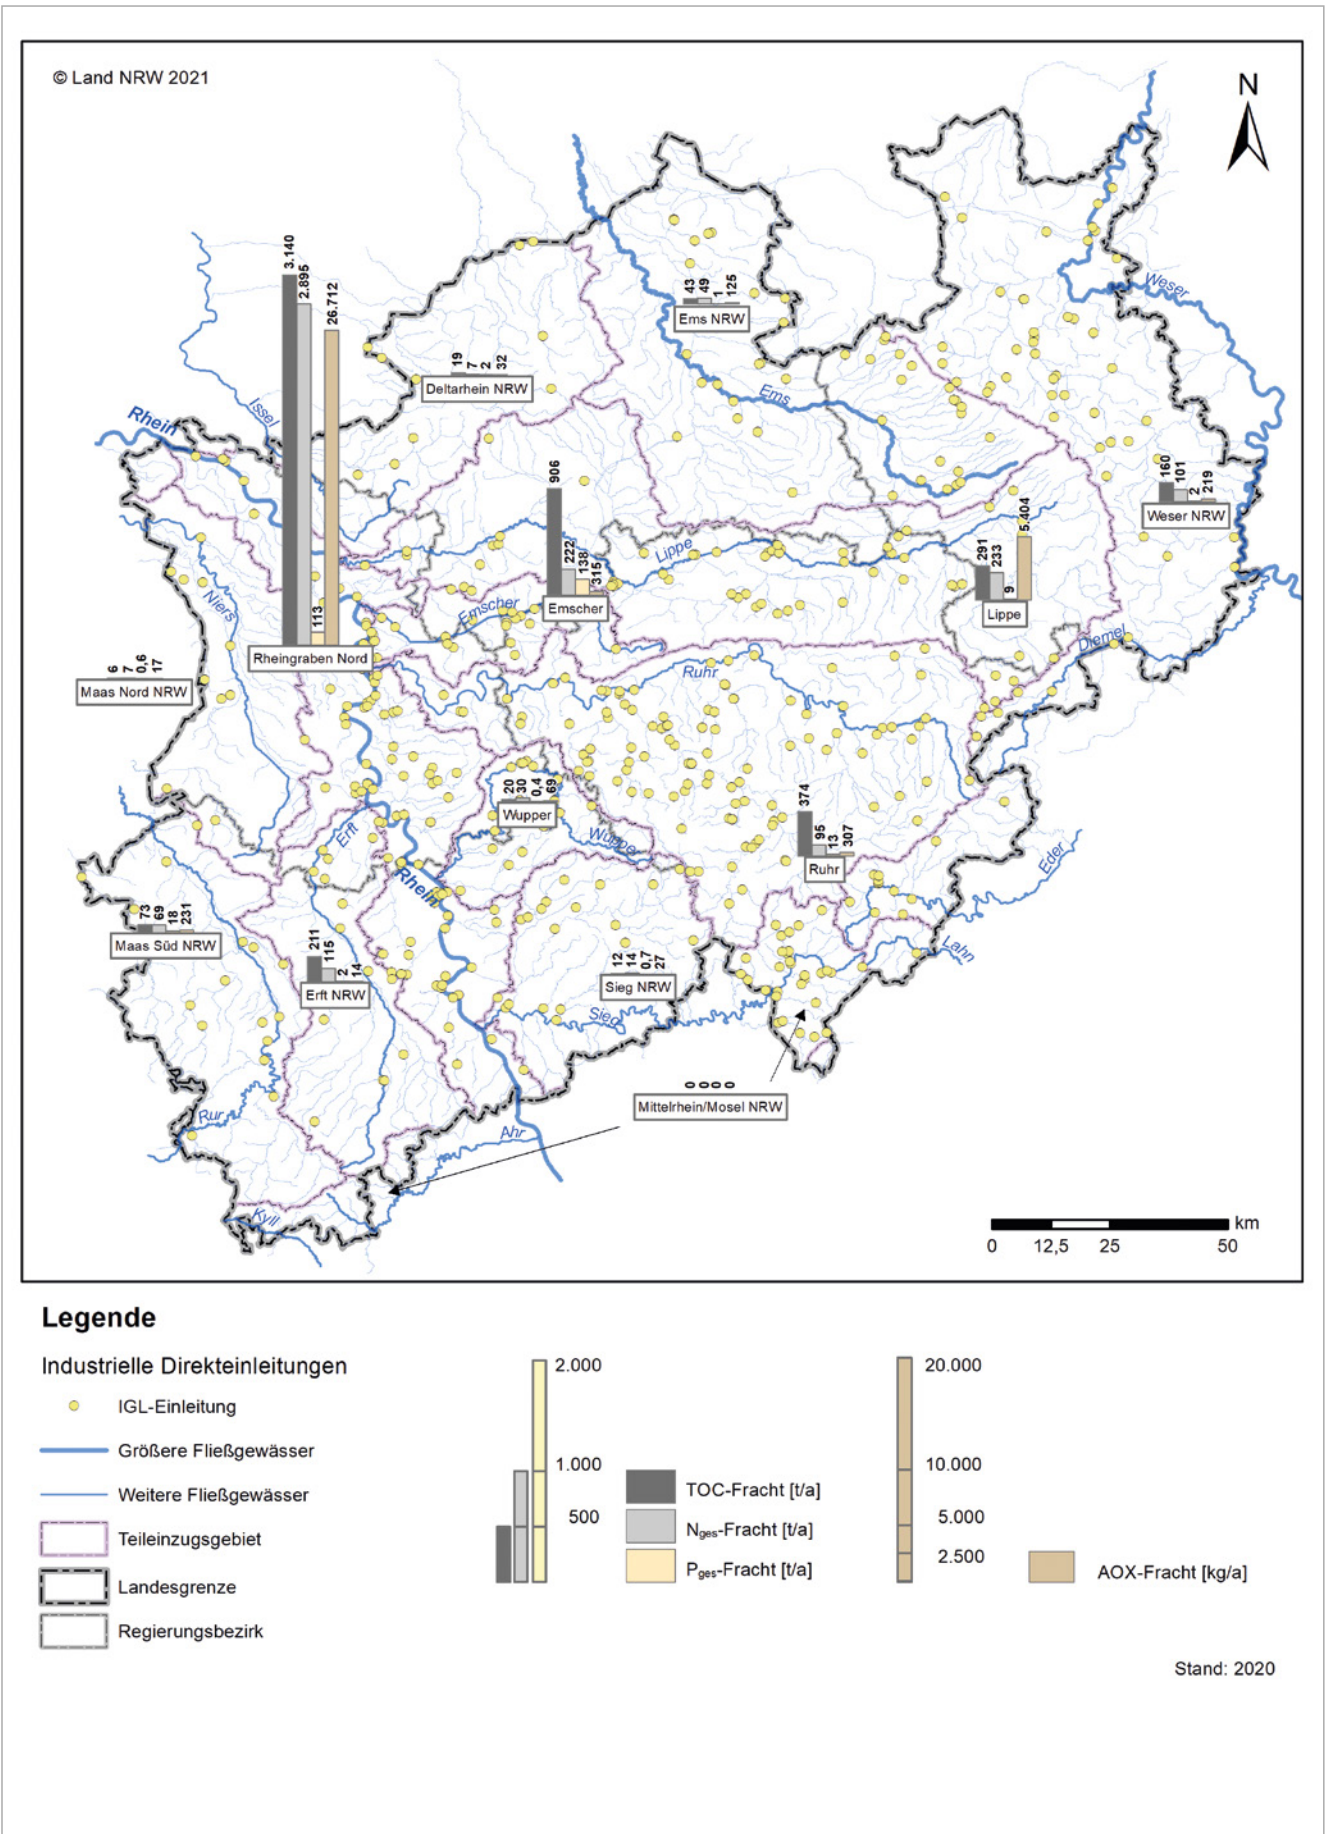 © Land NRW 2021
N
3.140
2.895
113
26.712
Rheingraben Nord
43
49
1
125
Ems NRW
19
7
2
32
Deltarhein NRW
Weser
Ems
Issel
Rhein
906
222
138
315
Emscher
160
101
2
219
Weser NRW
291
233
9
5.404
Lippe
Lippe
Emscher
Niers
Diemel
6
7
0,6
17
Maas Nord NRW
Ruhr
20
30
0,4
69
Wupper
Wupper
374
95
13
307
Ruhr
Erft
Rhein
Eder
73
69
18
231
Maas Süd NRW
211
115
2
14
Erft NRW
12
14
0,7
27
Sieg NRW
Lahn
Sieg
0 0 0 0
Mittelrhein/Mosel NRW
Rur
Ahr
Kyll
km
0 12,5 25 50
Legende
Industrielle Direkteinleitungen
IGL-Einleitung
Größere Fließgewässer
Weitere Fließgewässer
Teileinzugsgebiet
Landesgrenze
Regierungsbezirk
2.000
1.000
500
TOC-Fracht [t/a]
Nges-Fracht [t/a]
Pges-Fracht [t/a]
20.000
10.000
5.000
2.500
AOX-Fracht [kg/a]
Stand: 2020